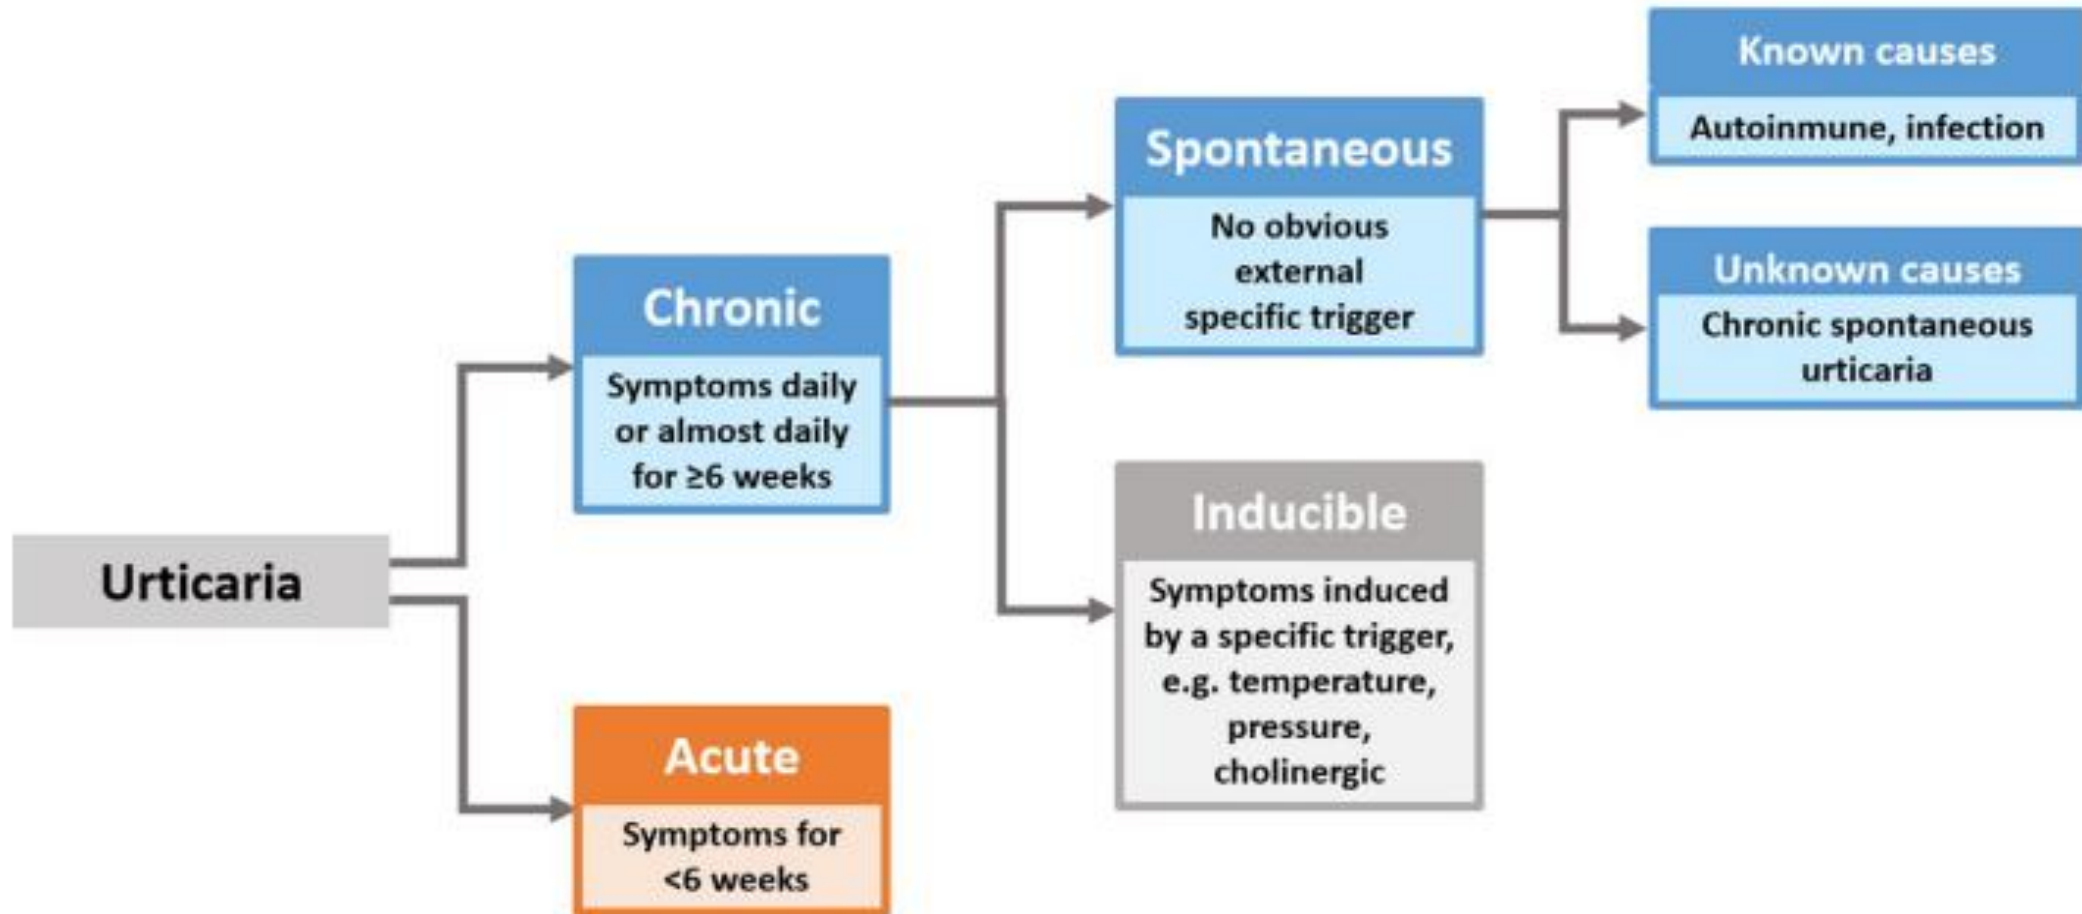 Urticaria
Chronic
Symptoms daily
or almost daily
for ≥6 weeks
Acute
Symptoms for
<6 weeks
Spontaneous
No obvious
external
specific trigger
Inducible
Symptoms induced
by a specific trigger,
e.g. temperature,
pressure,
cholinergic
Known causes
Autoinmune, infection
Unknown causes
Chronic spontaneous
urticaria